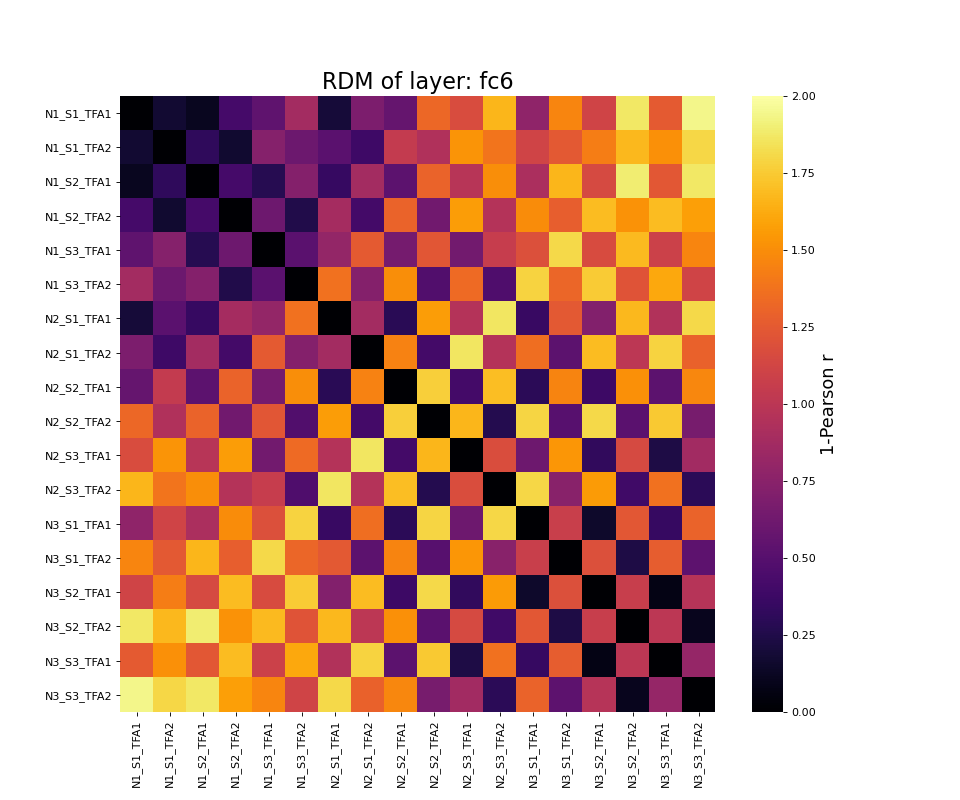 RDM of layer: fc6
N1_S1_TFA1
N1_S1_TFA2
N1_S2_TFA1
N1_S2_TFA2
N1_S3_TFA1
N1_S3_TFA2
N2_S1_TFA1
N2_S1_TFA2
N2_S2_TFA1
N2_S2_TFA2
N2_S3_TFA1
N2_S3_TFA2
N3_S1_TFA1
N3_S1_TFA2
N3_S2_TFA1
N3_S2_TFA2
N3_S3_TFA1
N3_S3_TFA2
N1_S1_TFA1
N1_S1_TFA2
N1_S2_TFA1
N1_S2_TFA2
N1_S3_TFA1
N1_S3_TFA2
N2_S1_TFA1
N2_S1_TFA2
N2_S2_TFA1
N2_S2_TFA2
N2_S3_TFA1
N2_S3_TFA2
N3_S1_TFA1
N3_S1_TFA2
N3_S2_TFA1
N3_S2_TFA2
N3_S3_TFA1
N3_S3_TFA2
2.00
1.75
1.50
1.25
1.00
0.75
0.50
0.25
0.00
1-Pearson r